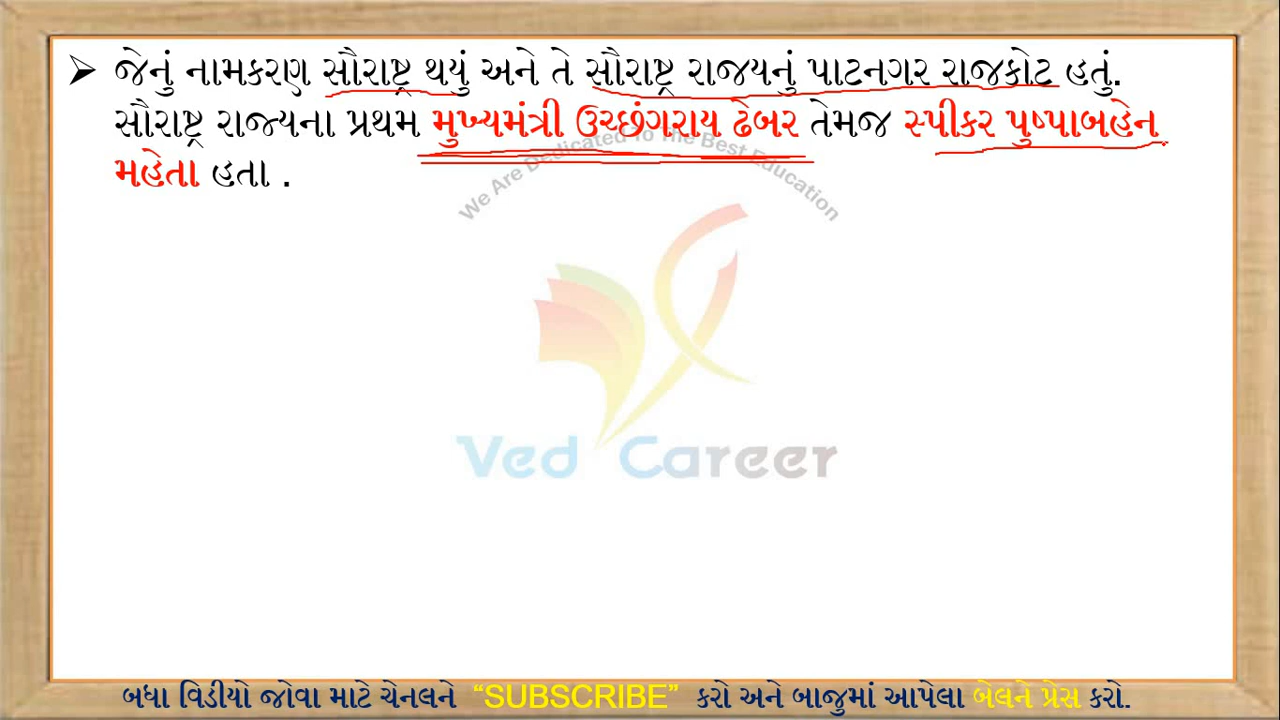 ➢ જેનું નામકરણ સૌરાષ્ટ્ર થયું અને તે સૌરાષ્ટ્ર રાજયનું પાટનગર રાજકોટ હતું.
સૌરાષ્ટ્ર રાજ્યના પ્રથમ મુખ્યમંત્રી ઉચ્છંગરાય ઢેબર તેમજ સ્પીકર પુષ્પાબહેન
મહેતા હતા .
We Are Dedicated To The Best Education
Ved Career
બધા વિડીયો જોવા માટે ચેનલને “SUBSCRIBE” કરો અને બાજુમાં આપેલા બેલને પ્રેસ કરો.